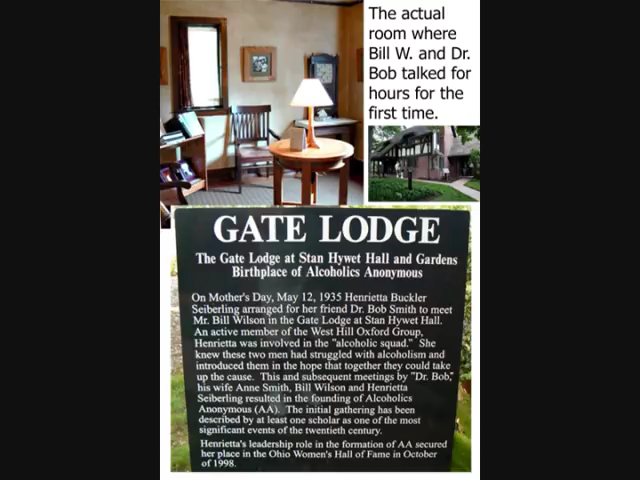 The actual
room where
Bill W. and Dr.
Bob talked for
hours for the
first time.
GATE LODGE
The Gate Lodge at Stan Hywet Hall and Gardens
Birthplace of Alcoholics Anonymous
On Mother's Day, May 12, 1935 Henrietta Buckler
Seiberling arranged for her friend Dr. Bob Smith to meet
Mr. Bill Wilson in the Gate Lodge at Stan Hywet Hall.
An active member of the West Hill Oxford Group,
Henrietta was involved in the "alcoholic squad." She
knew these two men had struggled with alcoholism and
introduced them in the hope that together they could take
up the cause. This and subsequent meetings by "Dr. Bob,"
his wife Anne Smith, Bill Wilson and Henrietta
Seiberling resulted in the founding of Alcoholics
Anonymous (AA). The initial gathering has been
described by at least one scholar as one of the most
significant events of the twentieth century.
Henrietta's leadership role in the formation of AA secured
her place in the Ohio Women's Hall of Fame in October
of 1998.